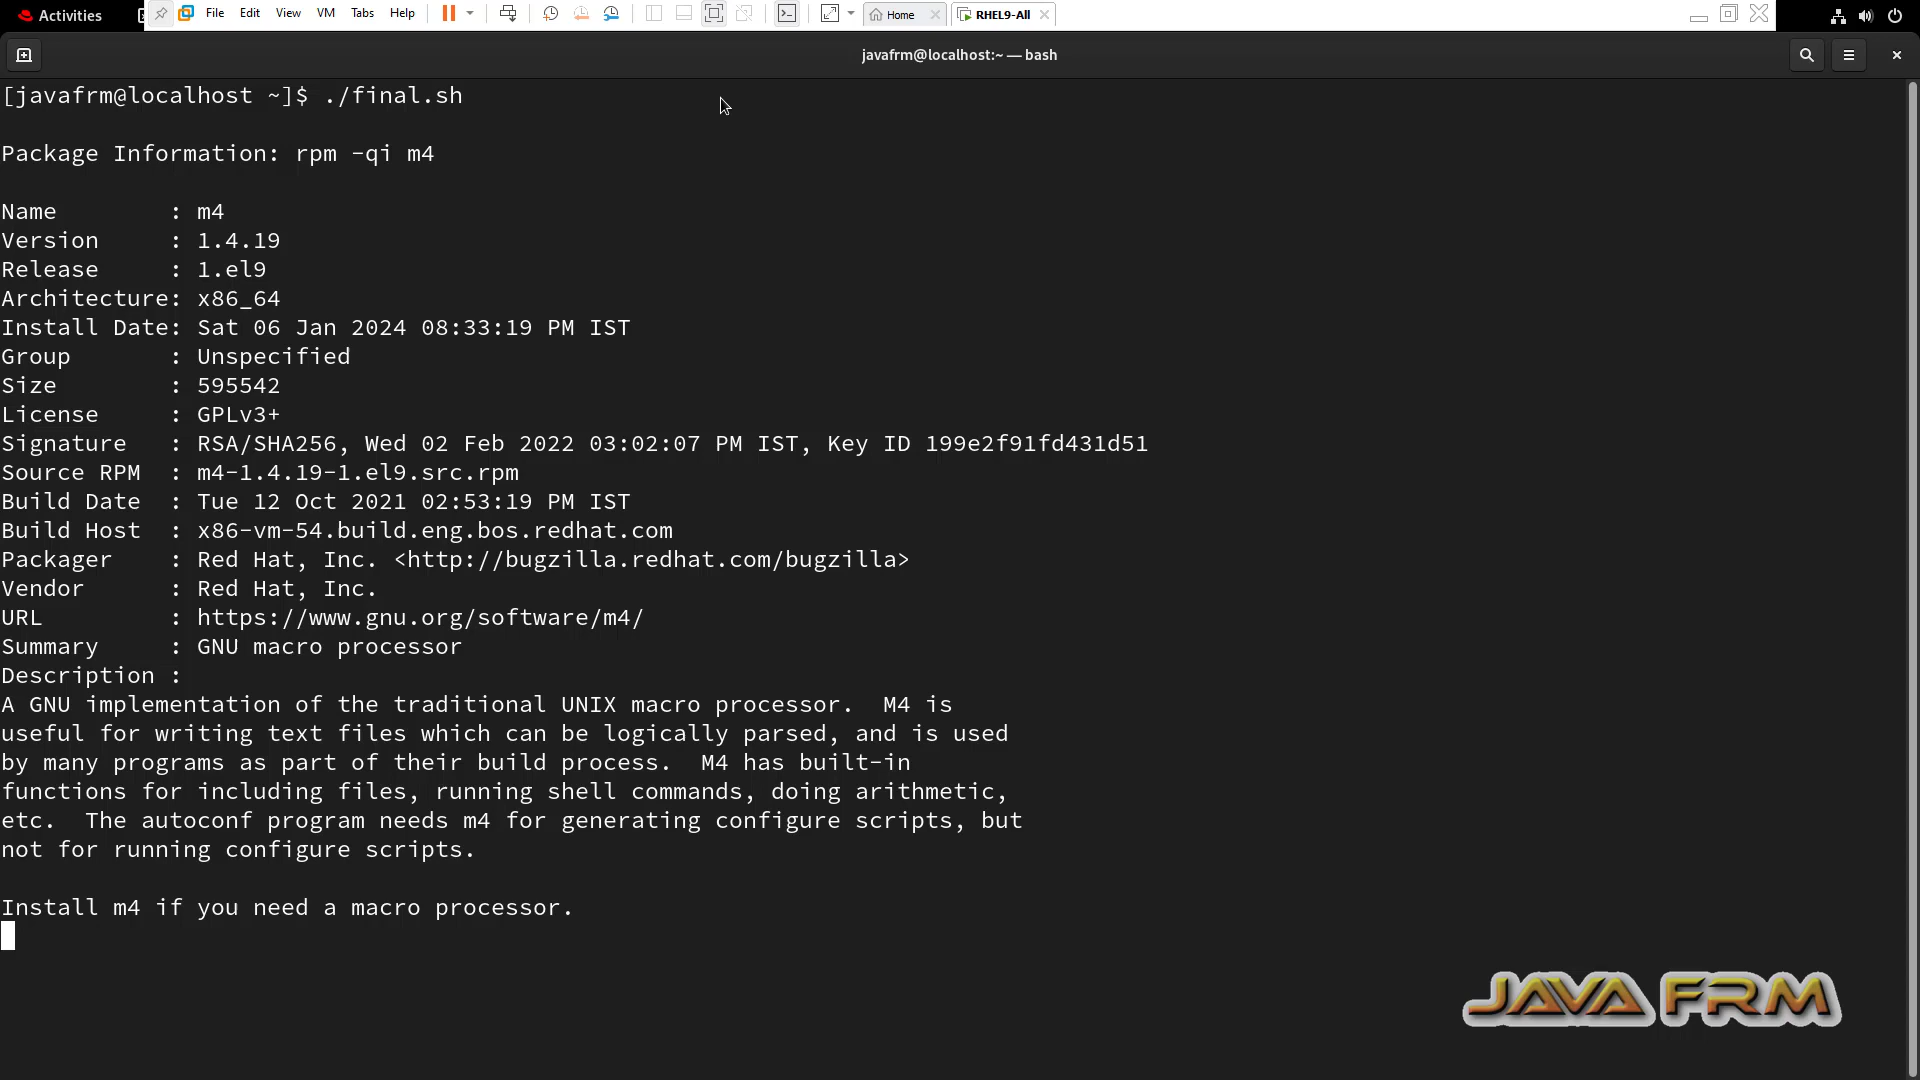 Activities
File Edit View VM Tabs Help
Home
RHEL9-All
javafrm@localhost:~ — bash
[javafrm@localhost ~]$ ./final.sh
Package Information: rpm -qi m4
Name        : m4
Version     : 1.4.19
Release     : 1.el9
Architecture: x86_64
Install Date: Sat 06 Jan 2024 08:33:19 PM IST
Group       : Unspecified
Size        : 595542
License     : GPLv3+
Signature   : RSA/SHA256, Wed 02 Feb 2022 03:02:07 PM IST, Key ID 199e2f91fd431d51
Source RPM  : m4-1.4.19-1.el9.src.rpm
Build Date  : Tue 12 Oct 2021 02:53:19 PM IST
Build Host  : x86-vm-54.build.eng.bos.redhat.com
Packager    : Red Hat, Inc. <http://bugzilla.redhat.com/bugzilla>
Vendor      : Red Hat, Inc.
URL         : https://www.gnu.org/software/m4/
Summary     : GNU macro processor
Description :
A GNU implementation of the traditional UNIX macro processor.  M4 is
useful for writing text files which can be logically parsed, and is used
by many programs as part of their build process.  M4 has built-in
functions for including files, running shell commands, doing arithmetic,
etc.  The autoconf program needs m4 for generating configure scripts, but
not for running configure scripts.
Install m4 if you need a macro processor.
JAVA FRM